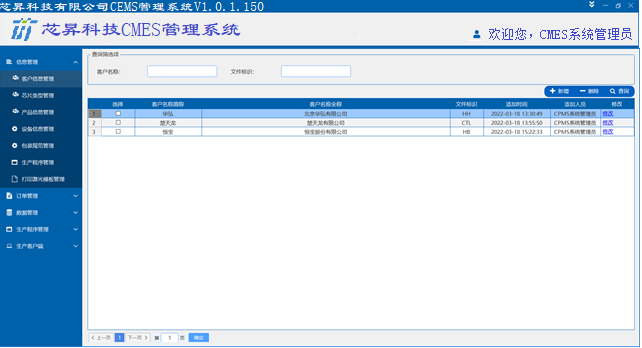 芯昇科技有限公司CEMS管理系统V1.0.1.150
芯昇科技CMES管理系统
欢迎您,CMES系统管理员
信息管理
客户信息管理
芯片类型管理
产品信息管理
设备信息管理
包装规范管理
生产程序管理
打印激光模板管理
订单管理
数据管理
生产程序管理
生产客户端
查询筛选项
客户名称:
文件标识:
新增 删除 查询
选择 客户名称简称 客户名称全称 文件标识 添加时间 添加人员 修改
1 华弘 北京华弘有限公司 HH 2022-03-18 13:30:49 CPMS系统管理员 修改
2 楚天龙 楚天龙有限公司 CTL 2022-03-18 13:55:50 CPMS系统管理员 修改
3 恒宝 恒宝股份有限公司 HB 2022-03-18 15:22:33 CPMS系统管理员 修改
上一页 1 下一页 第 1 页 确定